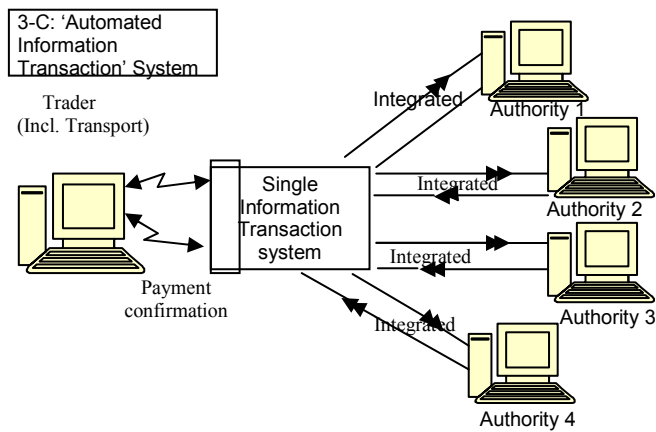 3-C: ‘Automated
Information
Transaction’ System
Trader
(Incl. Transport)
Integrated
Authority 1
Single
Information
Transaction
system
Integrated
Authority 2
Integrated
Authority 3
Payment
confirmation
Integrated
Authority 4